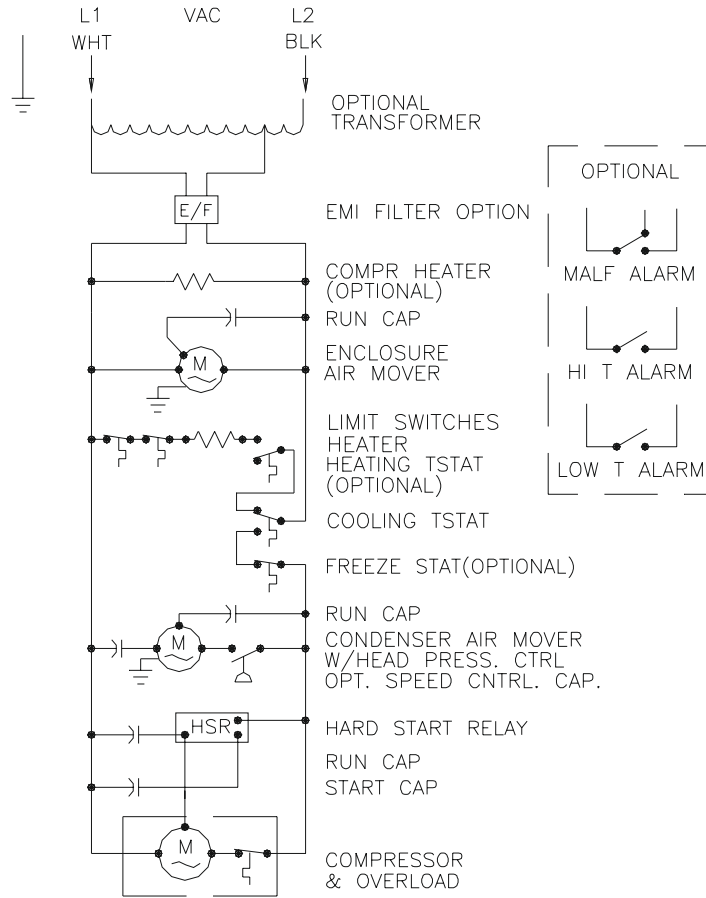 L1 VAC L2
WHT BLK
OPTIONAL
TRANSFORMER
E/F
EMI FILTER OPTION
COMPR HEATER
(OPTIONAL)
RUN CAP
M
ENCLOSURE
AIR MOVER
LIMIT SWITCHES
HEATER
HEATING TSTAT
(OPTIONAL)
COOLING TSTAT
FREEZE STAT(OPTIONAL)
RUN CAP
M
CONDENSER AIR MOVER
W/HEAD PRESS. CTRL
OPT. SPEED CNTRL. CAP.
HSR
HARD START RELAY
RUN CAP
START CAP
M
COMPRESSOR
& OVERLOAD
OPTIONAL
MALF ALARM
HI T ALARM
LOW T ALARM